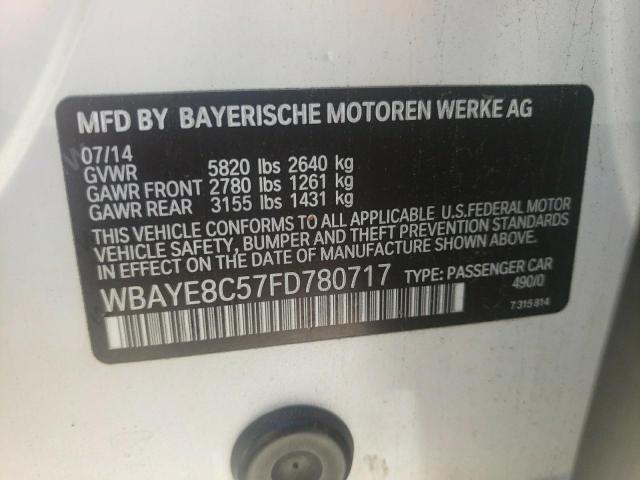 MFD BY BAYERISCHE MOTOREN WERKE AG
07/14
GVWR 5820 lbs 2640 kg
GAWR FRONT 2780 lbs 1261 kg
GAWR REAR 3155 lbs 1431 kg
THIS VEHICLE CONFORMS TO ALL APPLICABLE U.S.FEDERAL MOTOR
VEHICLE SAFETY, BUMPER AND THEFT PREVENTION STANDARDS
IN EFFECT ON THE DATE OF MANUFACTURE SHOWN ABOVE.
WBAYE8C57FD780717 TYPE: PASSENGER CAR
490/0
7 315 814